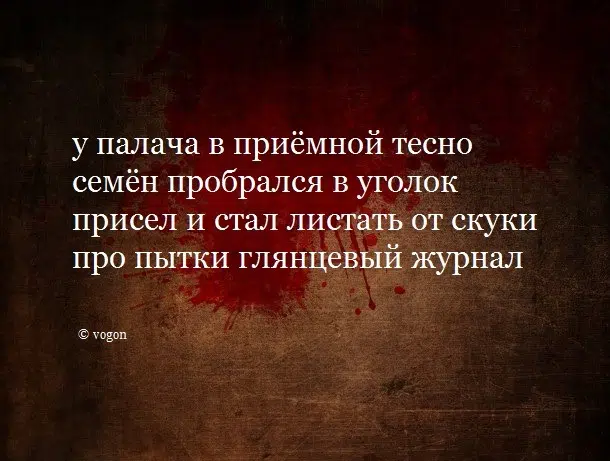 у палача в приёмной тесно
семён пробрался в уголок
присел и стал листать от скуки
про пытки глянцевый журнал
© vogon